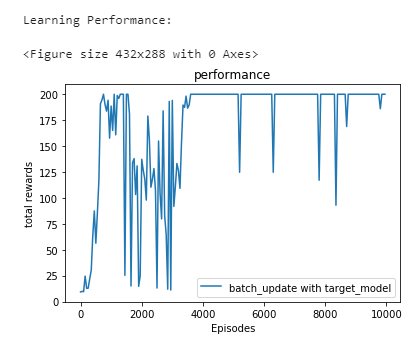 Learning Performance:
<Figure size 432x288 with 0 Axes>
performance
total rewards
200
175
150
125
100
75
50
25
0
batch_update with target_model
0 2000 4000 6000 8000 10000
Episodes